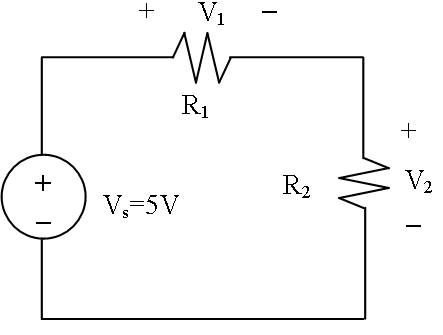 + V₁ −
R₁
+
R₂ V₂
−
+
−
Vₛ=5V